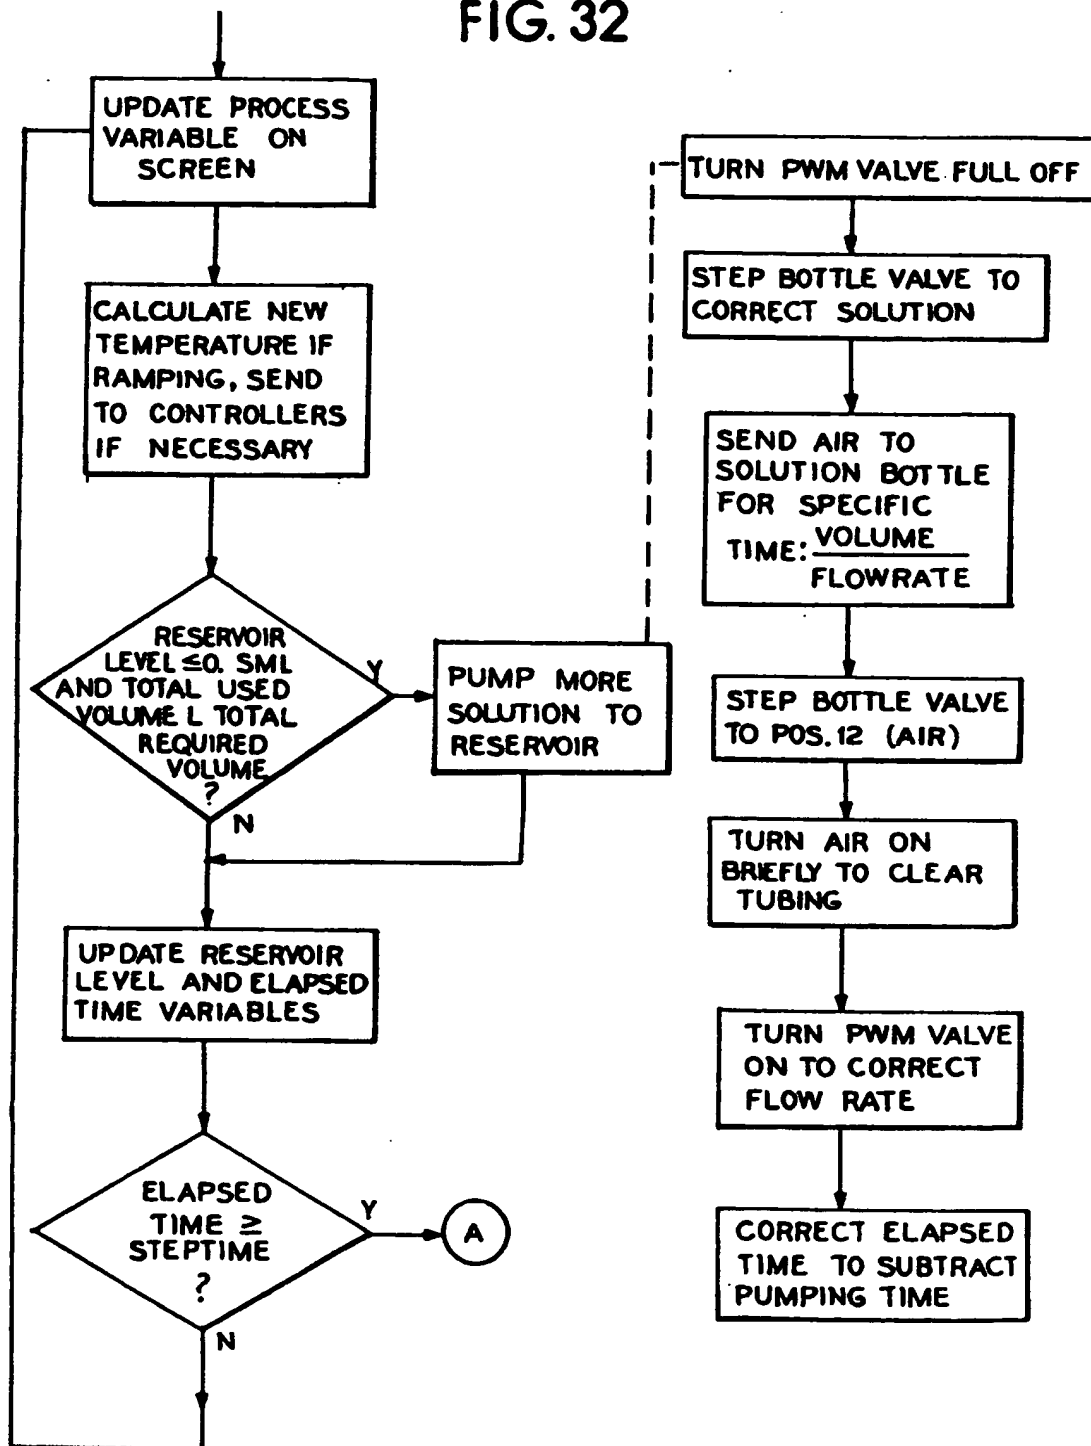 FIG. 32
UPDATE PROCESS
VARIABLE ON
SCREEN
CALCULATE NEW
TEMPERATURE IF
RAMPING, SEND
TO CONTROLLERS
IF NECESSARY
RESERVOIR
LEVEL ≤0. SML
AND TOTAL USED
VOLUME L TOTAL
REQUIRED
VOLUME
?
Y
N
PUMP MORE
SOLUTION TO
RESERVOIR
UPDATE RESERVOIR
LEVEL AND ELAPSED
TIME VARIABLES
ELAPSED
TIME ≥
STEPTIME
?
Y
A
N
TURN PWM VALVE FULL OFF
STEP BOTTLE VALVE TO
CORRECT SOLUTION
SEND AIR TO
SOLUTION BOTTLE
FOR SPECIFIC
TIME: VOLUME
FLOWRATE
STEP BOTTLE VALVE
TO POS. 12 (AIR)
TURN AIR ON
BRIEFLY TO CLEAR
TUBING
TURN PWM VALVE
ON TO CORRECT
FLOW RATE
CORRECT ELAPSED
TIME TO SUBTRACT
PUMPING TIME